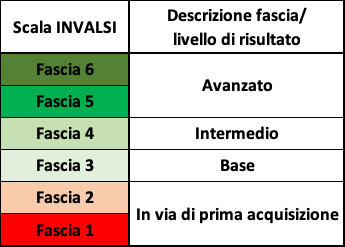 Scala INVALSI
Descrizione fascia/
livello di risultato
Fascia 6
Fascia 5
Avanzato
Fascia 4
Intermedio
Fascia 3
Base
Fascia 2
Fascia 1
In via di prima acquisizione